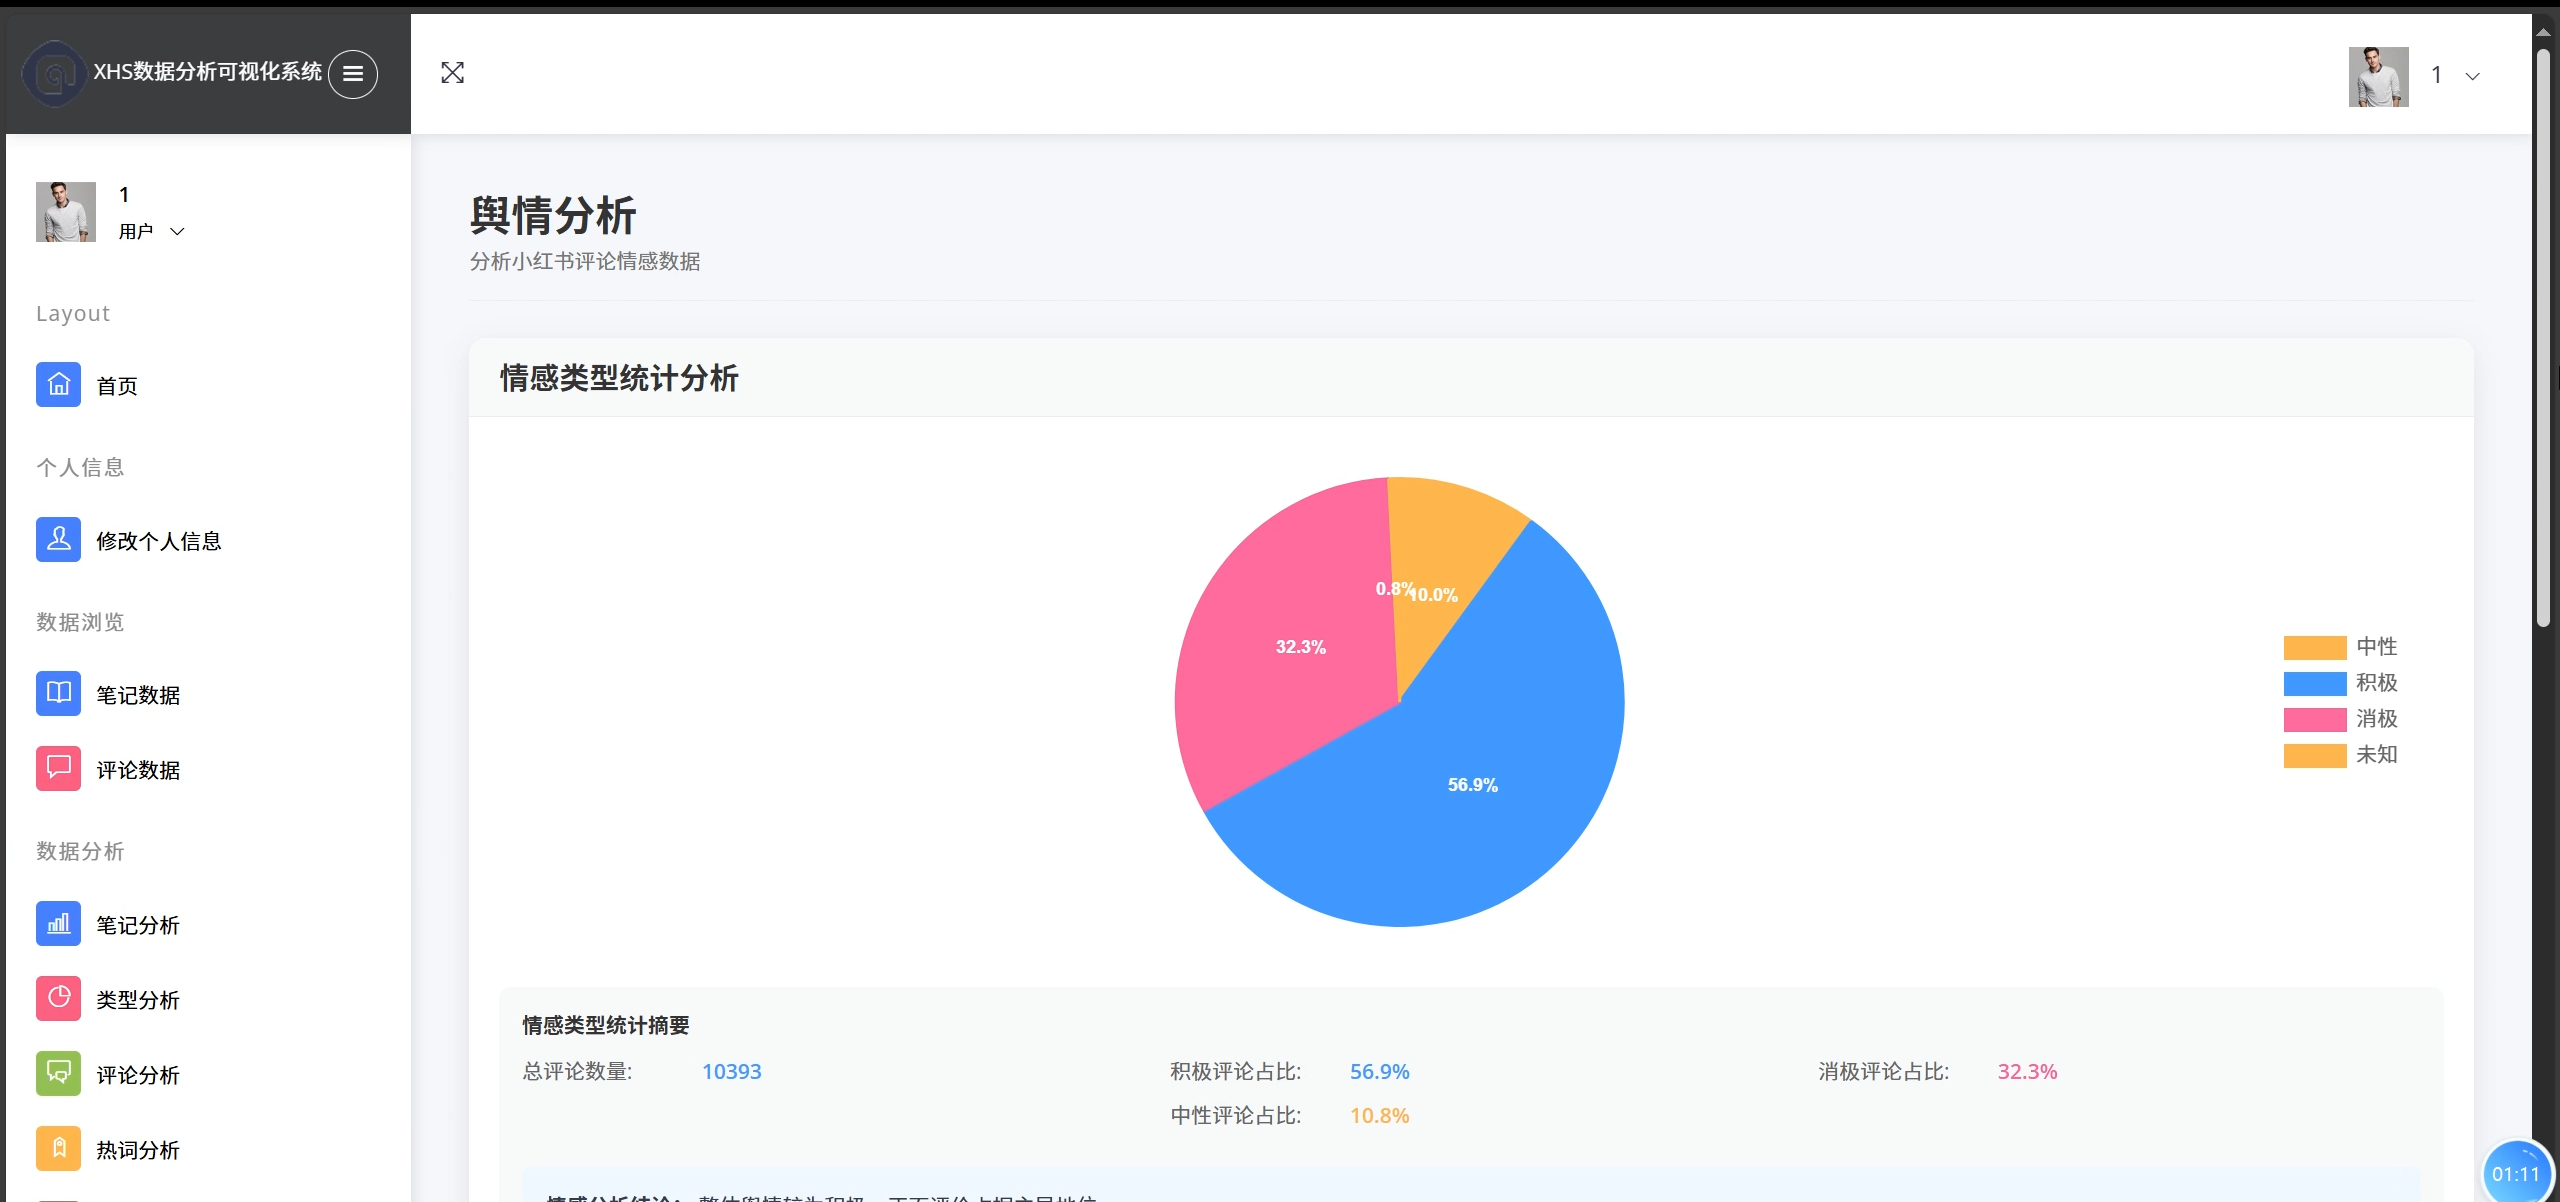 XHS数据分析可视化系统
1
1
用户
Layout
首页
个人信息
修改个人信息
数据浏览
笔记数据
评论数据
数据分析
笔记分析
类型分析
评论分析
热词分析
舆情分析
分析小红书评论情感数据
情感类型统计分析
0.8%
10.0%
32.3%
56.9%
中性
积极
消极
未知
情感类型统计摘要
总评论数量: 10393
积极评论占比: 56.9%
消极评论占比: 32.3%
中性评论占比: 10.8%
01:11